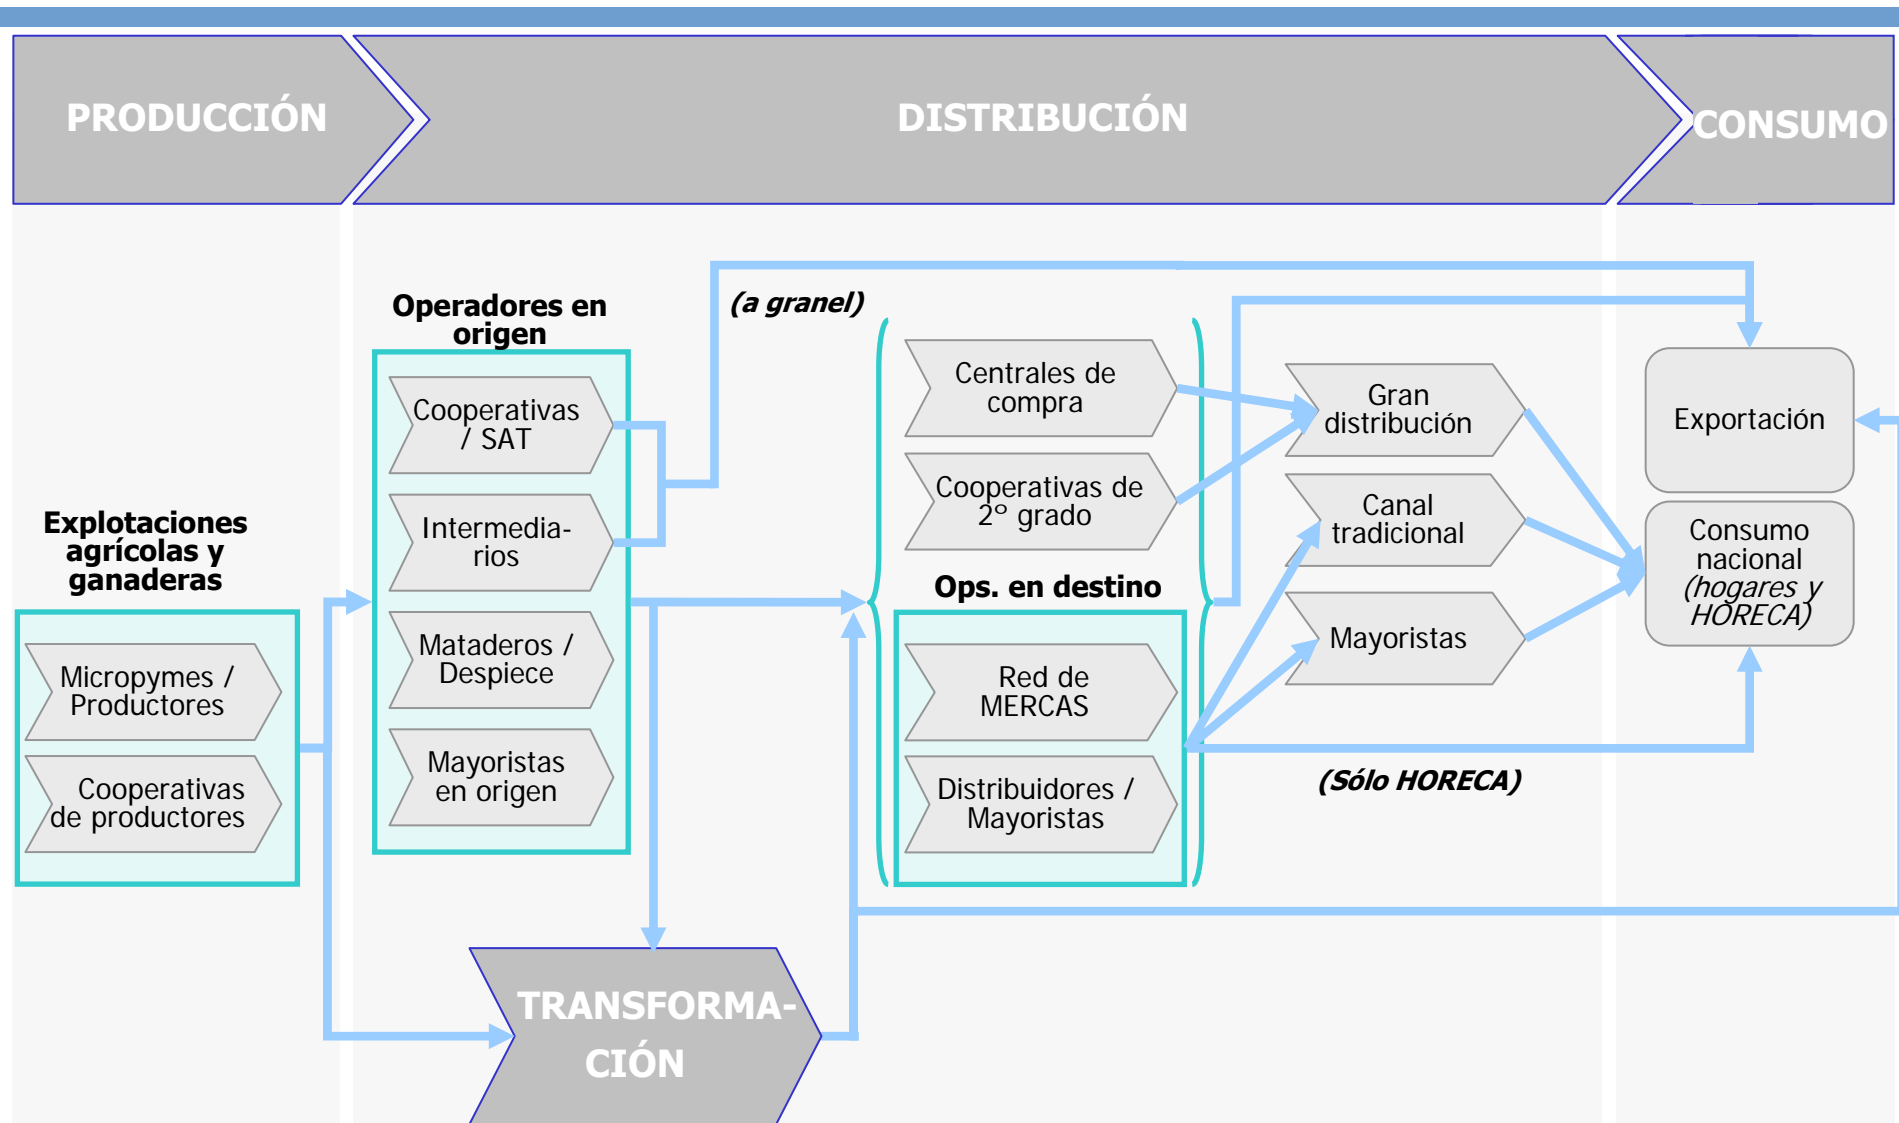 PRODUCCIÓN
DISTRIBUCIÓN
CONSUMO
Explotaciones
agrícolas y
ganaderas
Micropymes /
Productores
Cooperativas
de productores
Operadores en
origen
Cooperativas
/ SAT
Intermedia-
rios
Mataderos /
Despiece
Mayoristas
en origen
(a granel)
Centrales de
compra
Cooperativas de
2º grado
Ops. en destino
Red de
MERCAS
Distribuidores /
Mayoristas
Gran
distribución
Canal
tradicional
Mayoristas
(Sólo HORECA)
Exportación
Consumo
nacional
(hogares y
HORECA)
TRANSFORMA-
CIÓN